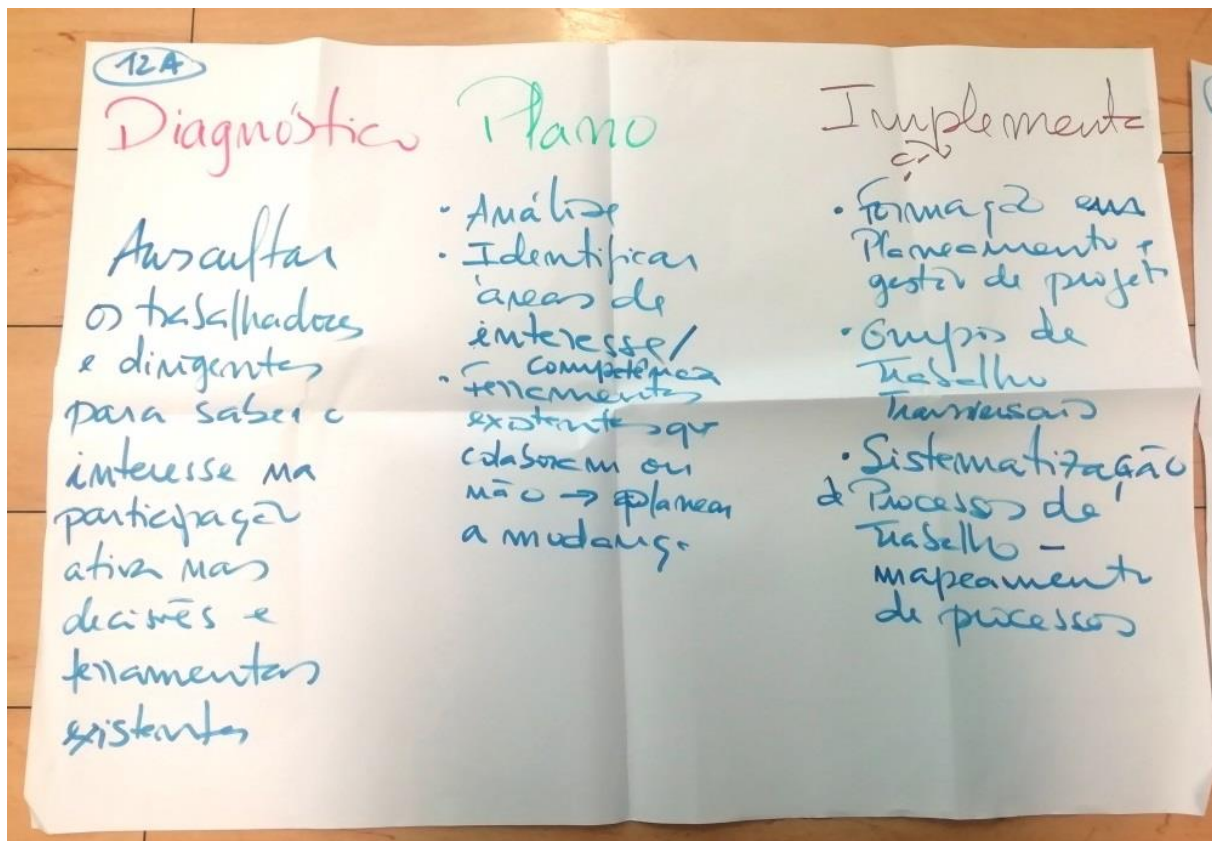 12A
Diagnóstico
Auscultar
os trabalhadores
e dirigentes
para saber o
interesse na
participação
ativa nas
decisões e
ferramentas
existentes
Plano
• Análise
• Identificar
áreas de
interesse/
competência
• Ferramentas
existentes que
colaborem ou
não → planear
a mudança
Implementa
ção
• Formação em
Planeamento e
gestão de projeto
• Grupos de
Trabalho
Transversais
• Sistematização
de Processos de
Trabalho –
mapeamento
de processos